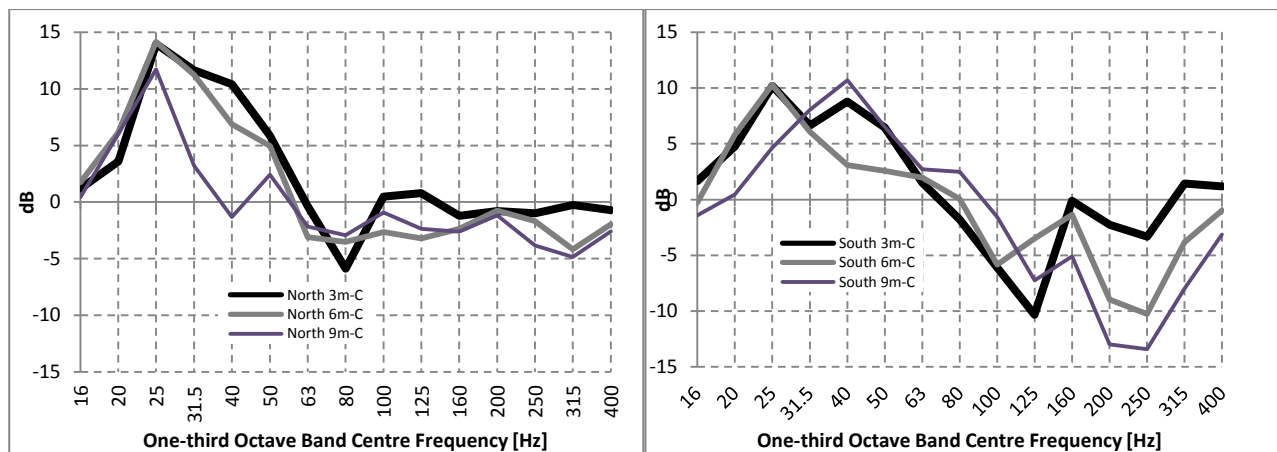 15
10
5
0
-5
-10
-15
dB
North 3m-C
North 6m-C
North 9m-C
16 20 25 31.5 40 50 63 80 100 125 160 200 250 315 400
One-third Octave Band Centre Frequency [Hz]
15
10
5
0
-5
-10
-15
dB
South 3m-C
South 6m-C
South 9m-C
16 20 25 31.5 40 50 63 80 100 125 160 200 250 315 400
One-third Octave Band Centre Frequency [Hz]